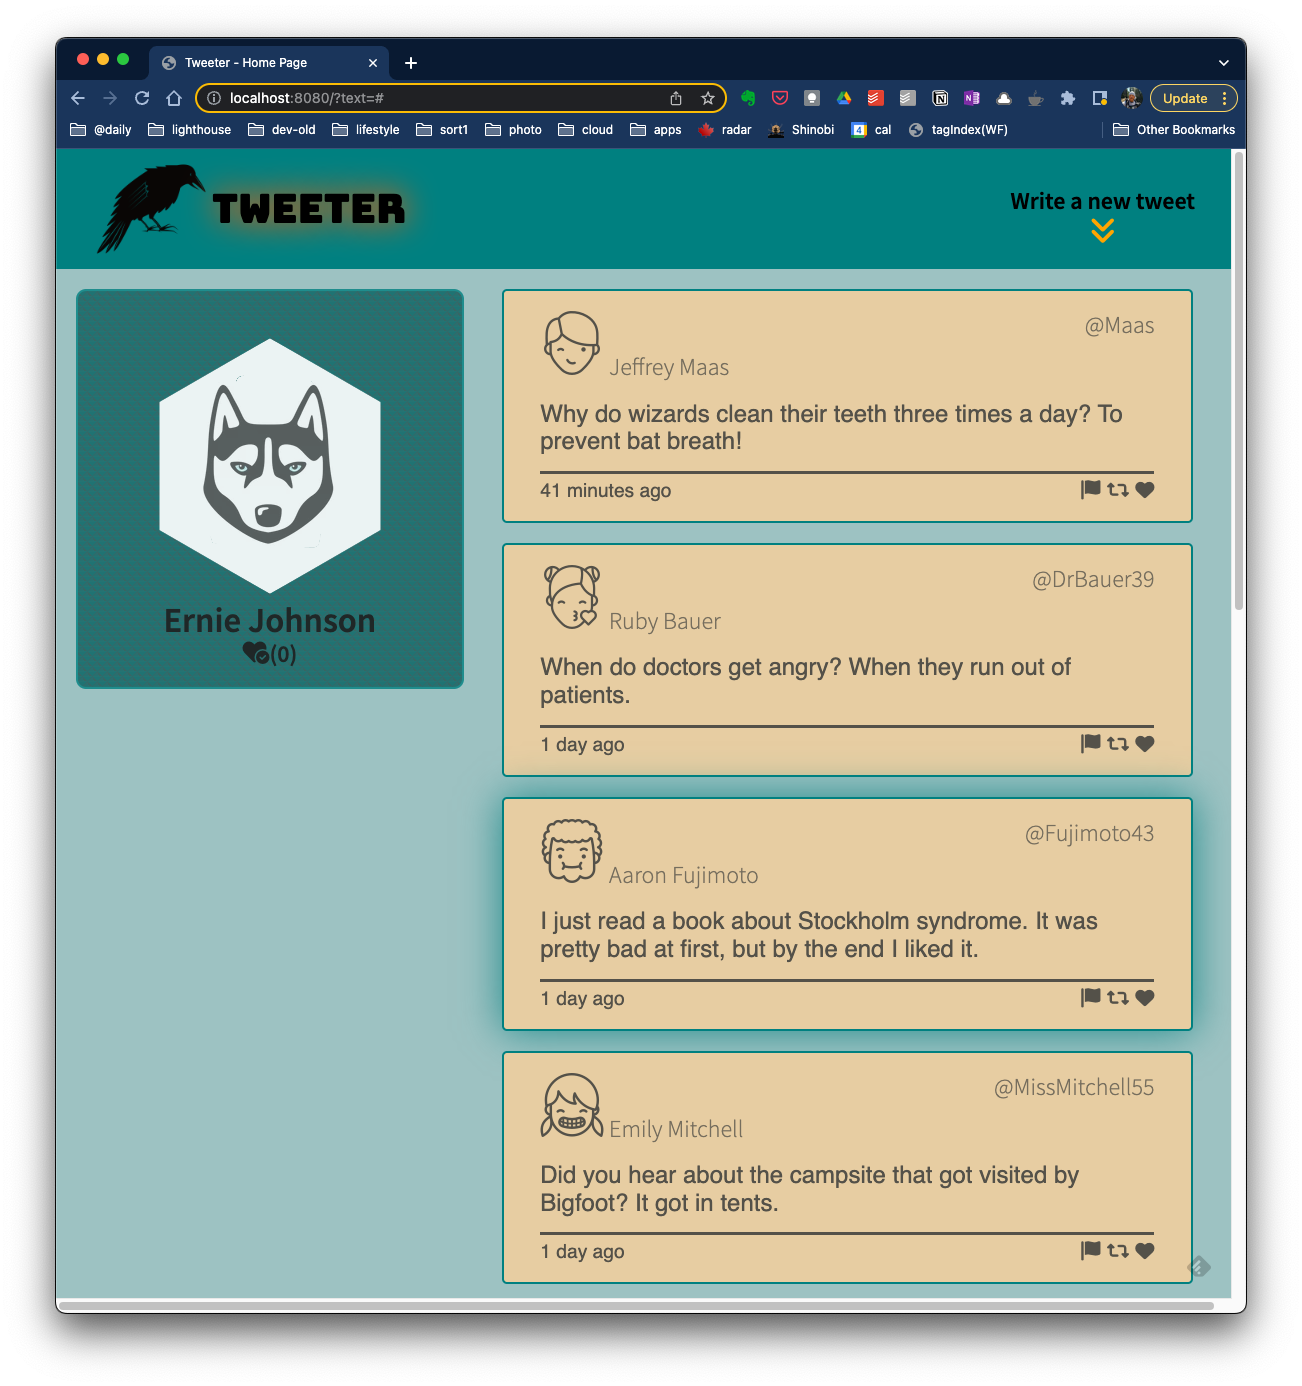 Tweeter - Home Page
localhost:8080/?text=#
Update
@daily lighthouse dev-old lifestyle sort1 photo cloud apps radar Shinobi cal tagIndex(WF) Other Bookmarks
TWEETER
Write a new tweet
Ernie Johnson
(0)
@Maas
Jeffrey Maas
Why do wizards clean their teeth three times a day? To
prevent bat breath!
41 minutes ago
@DrBauer39
Ruby Bauer
When do doctors get angry? When they run out of
patients.
1 day ago
@Fujimoto43
Aaron Fujimoto
I just read a book about Stockholm syndrome. It was
pretty bad at first, but by the end I liked it.
1 day ago
@MissMitchell55
Emily Mitchell
Did you hear about the campsite that got visited by
Bigfoot? It got in tents.
1 day ago